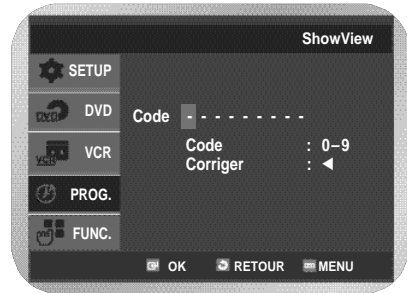 ShowView
SETUP
DVD
VCR
PROG.
FUNC.
Code - - - - - - - - -
Code : 0–9
Corriger : ◄
OK RETOUR MENU